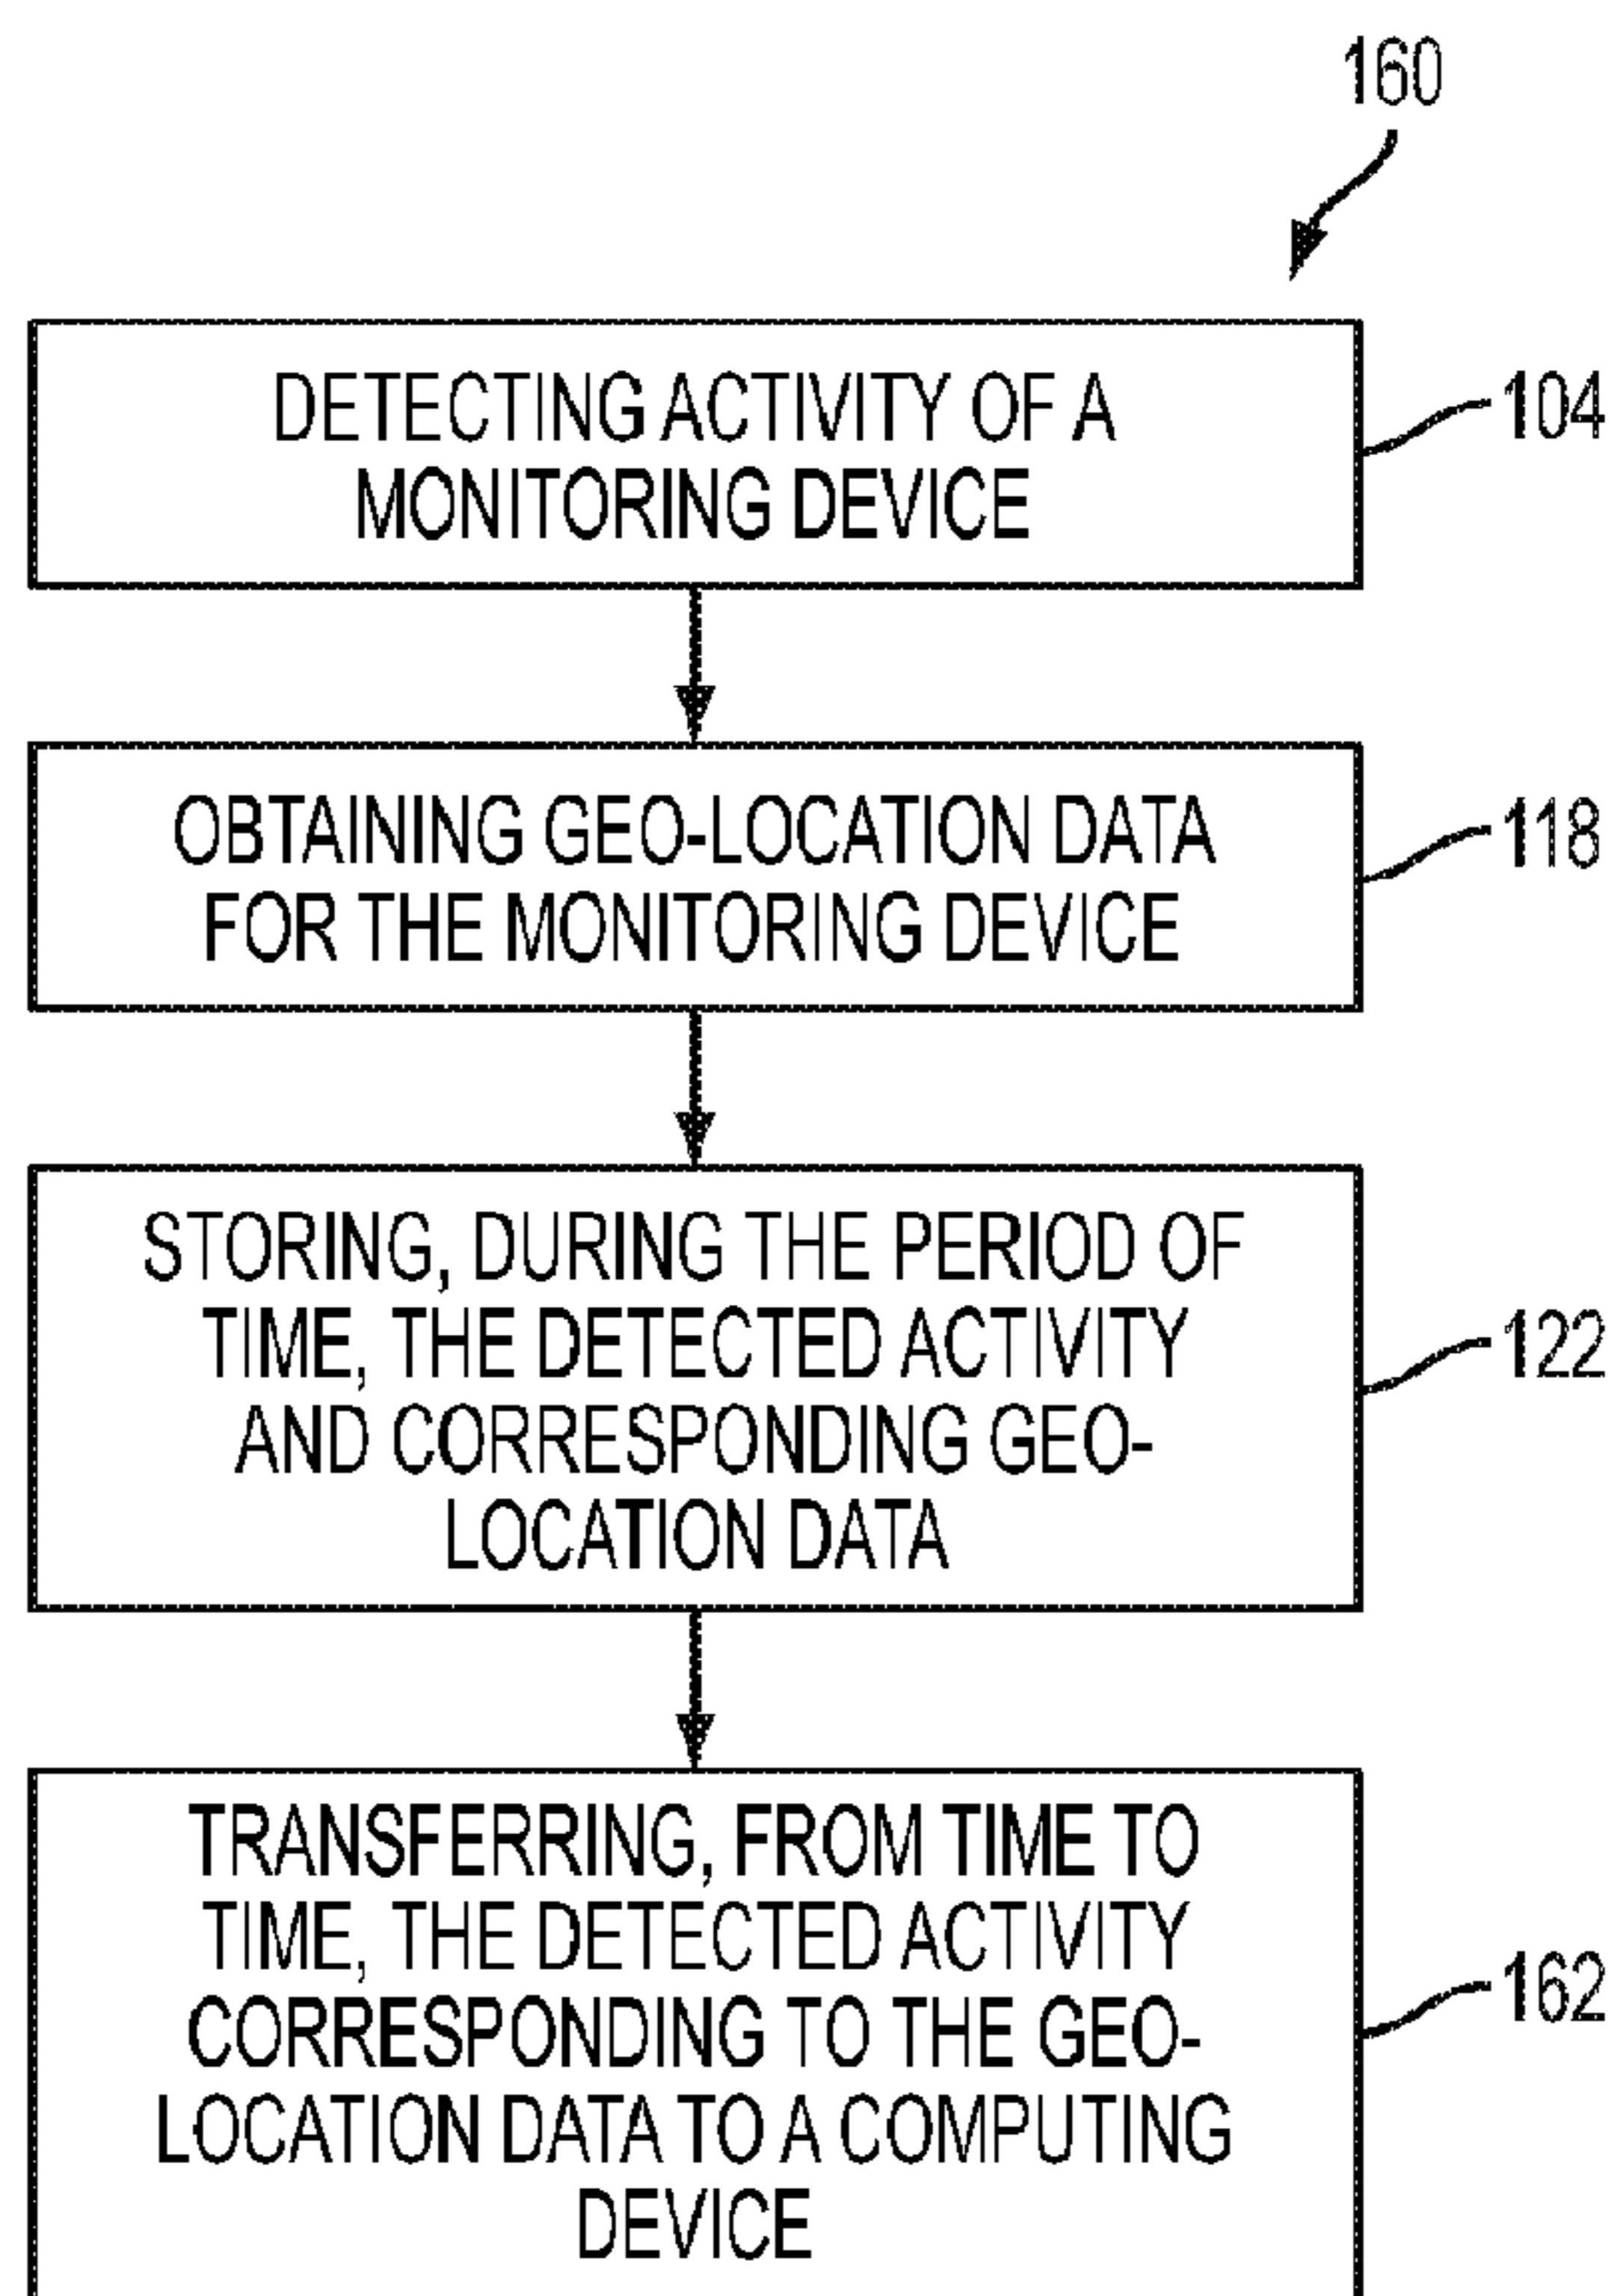 160
DETECTING ACTIVITY OF A
MONITORING DEVICE
104
OBTAINING GEO-LOCATION DATA
FOR THE MONITORING DEVICE
118
STORING, DURING THE PERIOD OF
TIME, THE DETECTED ACTIVITY
AND CORRESPONDING GEO-
LOCATION DATA
122
TRANSFERRING, FROM TIME TO
TIME, THE DETECTED ACTIVITY
CORRESPONDING TO THE GEO-
LOCATION DATA TO A COMPUTING
DEVICE
162